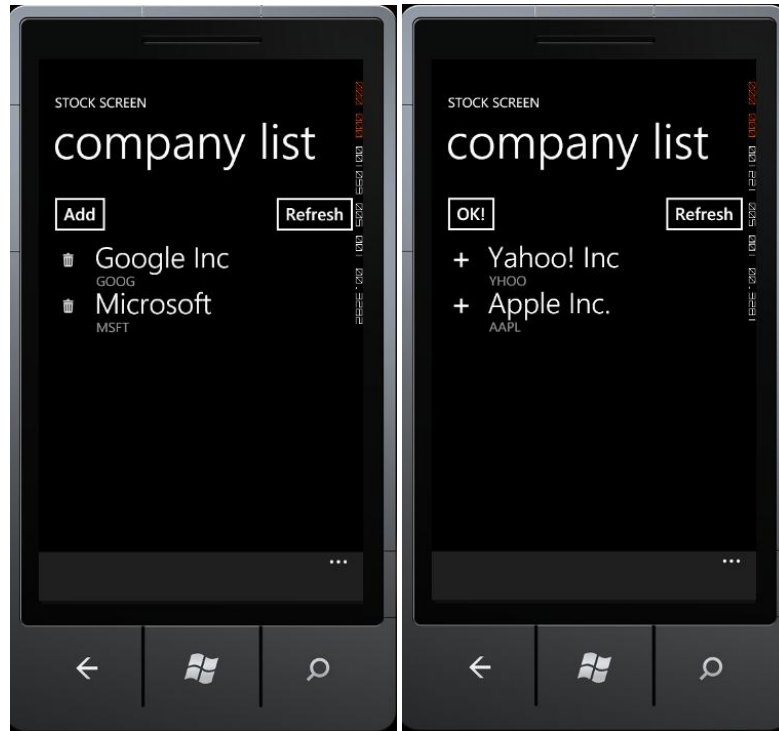 STOCK SCREEN
company list
Add Refresh
Google Inc
GOOG
Microsoft
MSFT
STOCK SCREEN
company list
OK! Refresh
+ Yahoo! Inc
YHOO
+ Apple Inc.
AAPL